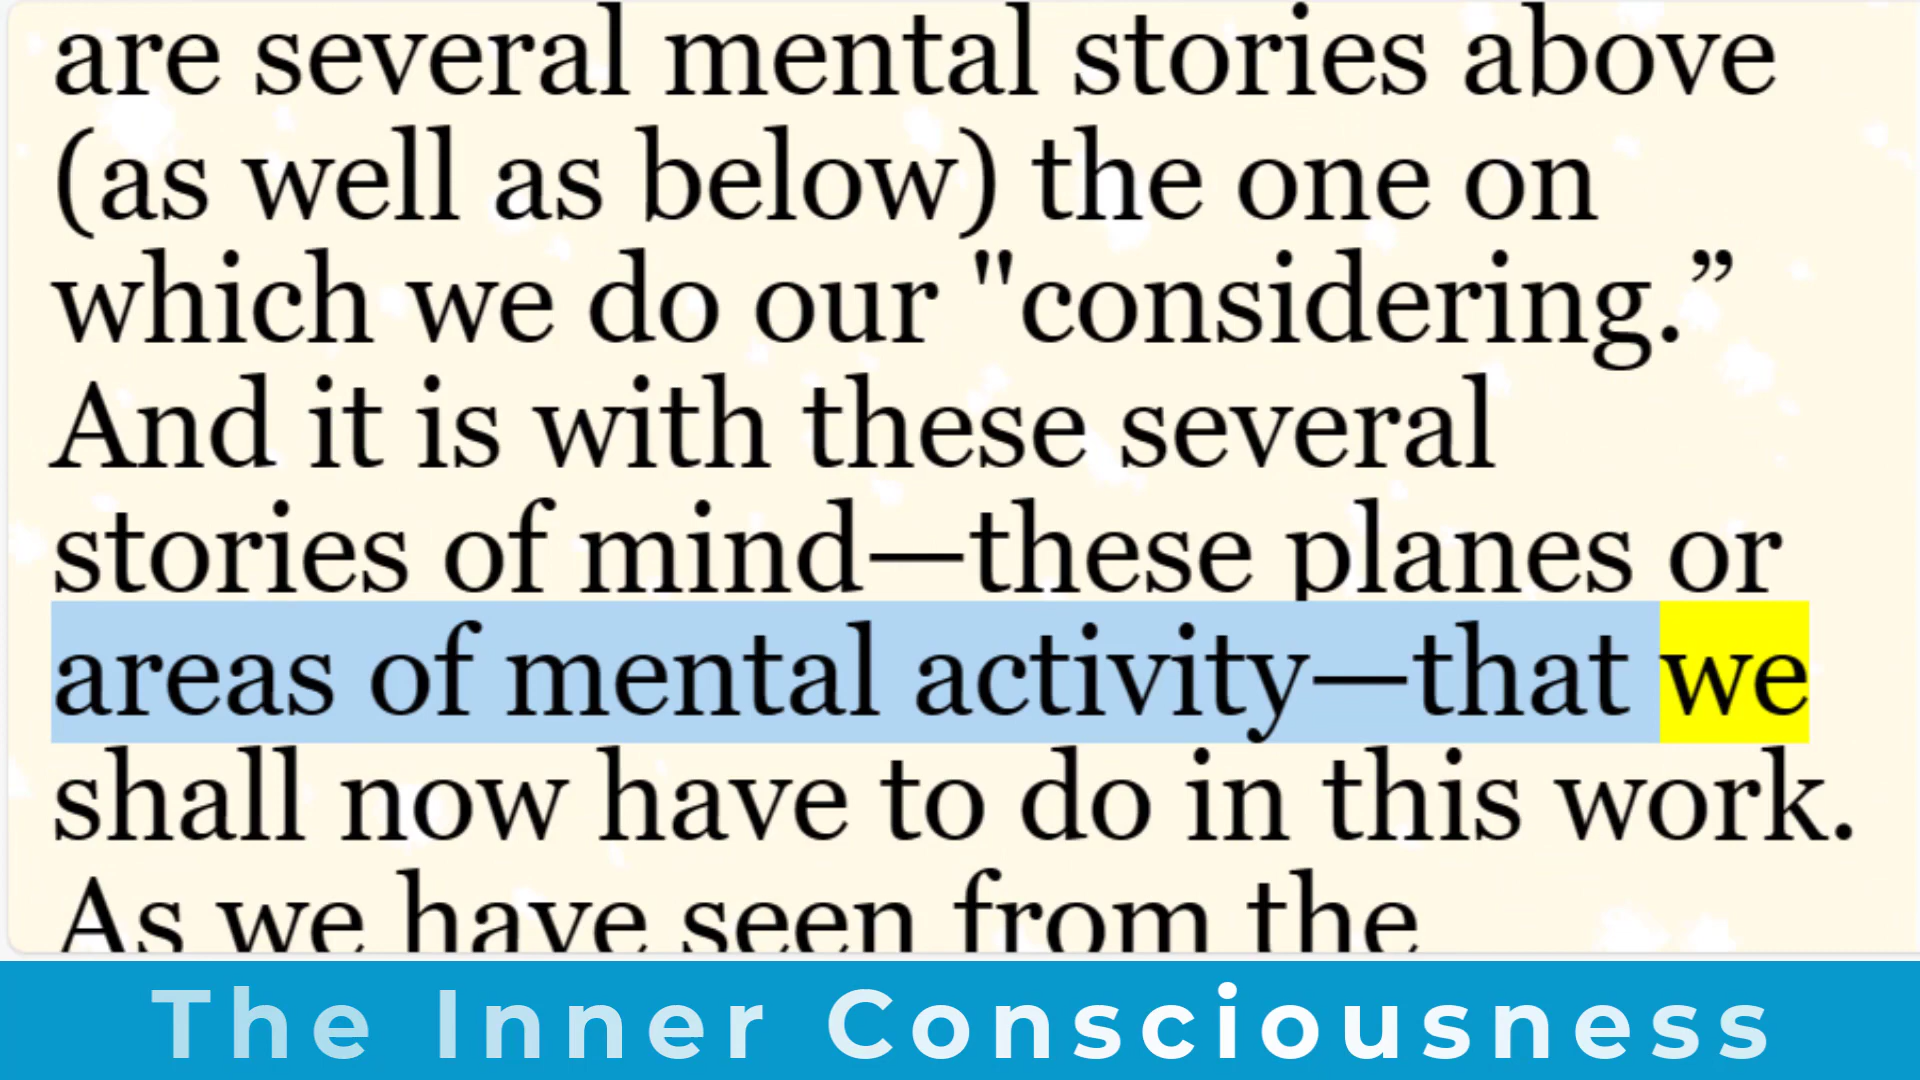 are several mental stories above
(as well as below) the one on
which we do our "considering.”
And it is with these several
stories of mind—these planes or
areas of mental activity—that we
shall now have to do in this work.
As we have seen from the
The Inner Consciousness